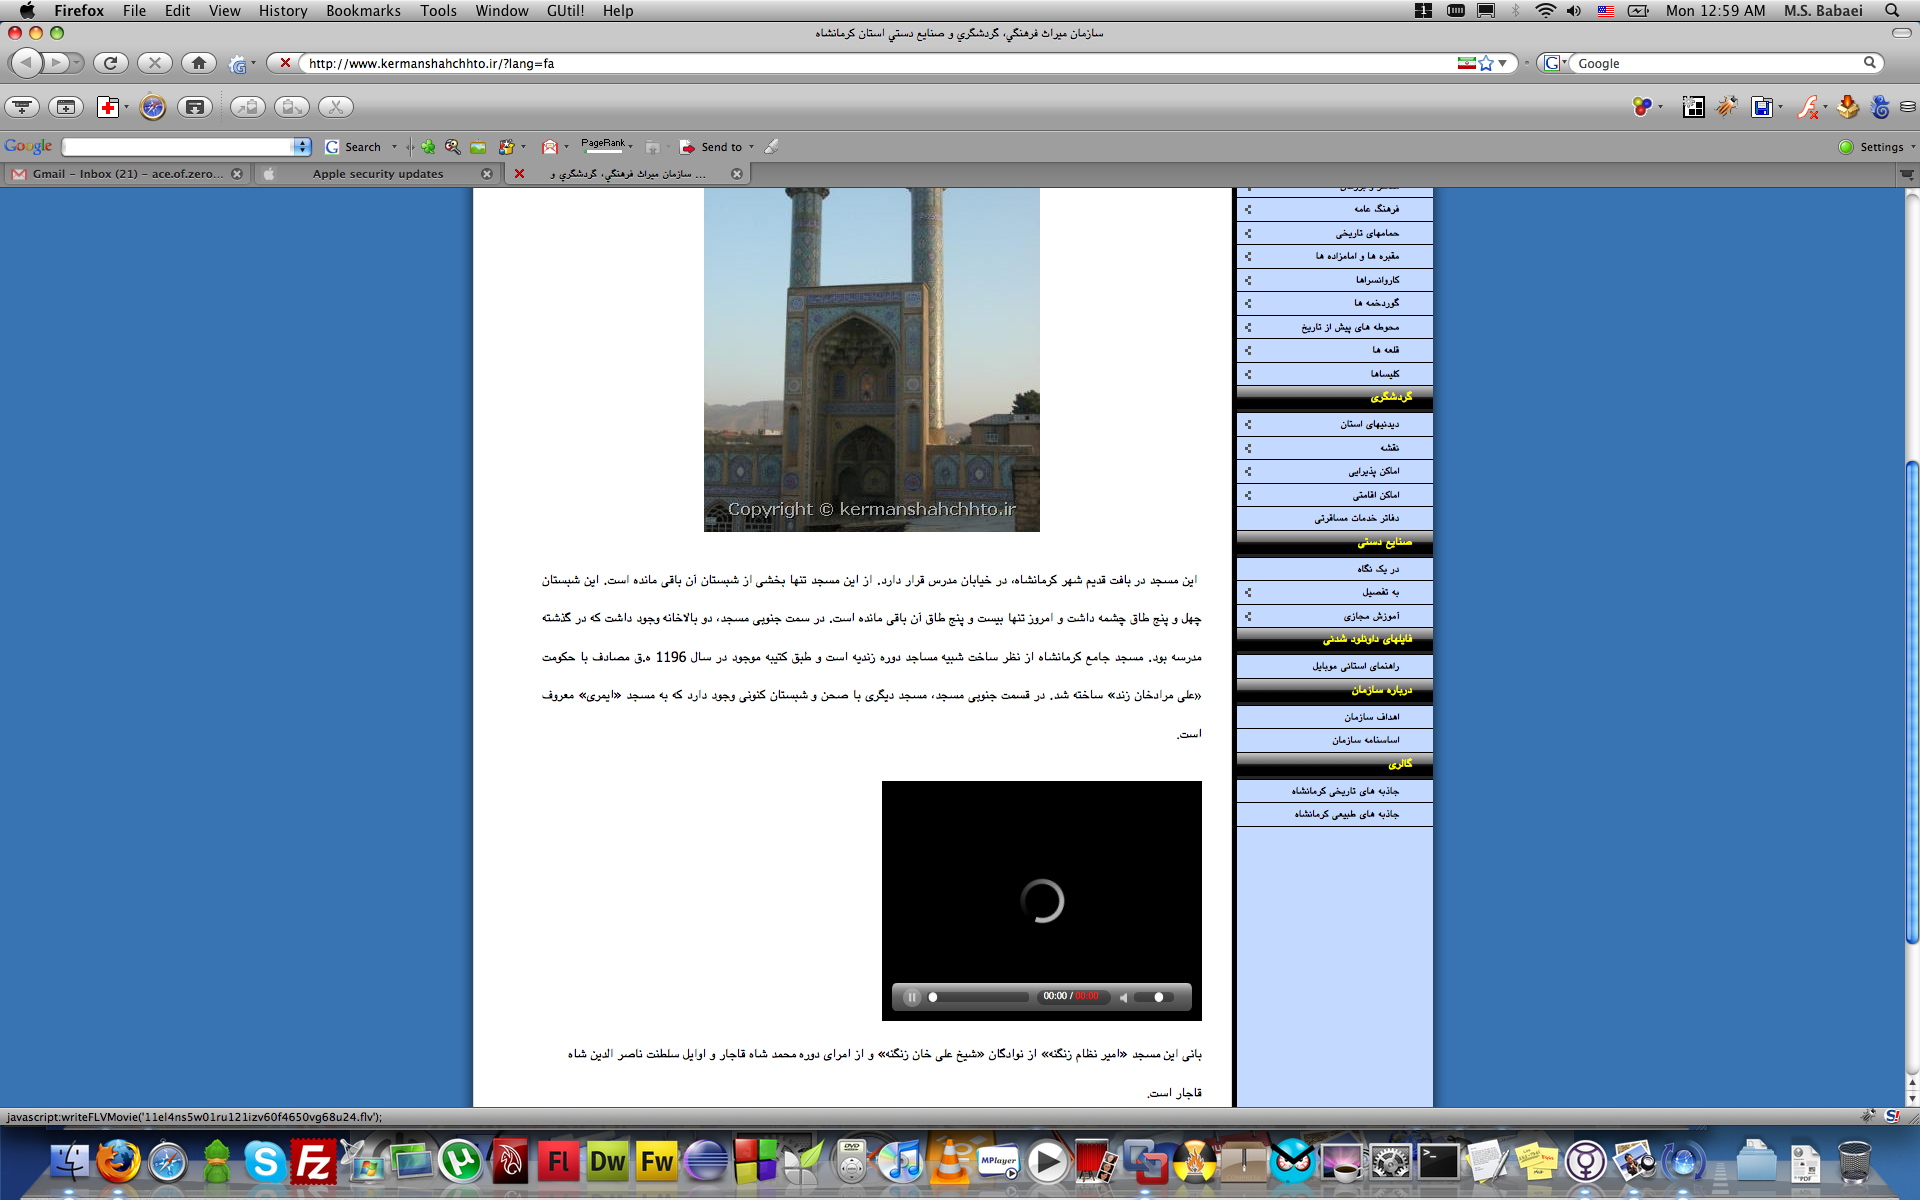 Firefox File Edit View History Bookmarks Tools Window GUtil! Help
1 Mon 12:59 AM M.S. Babaei
سازمان ميراث فرهنگي، گردشگري و صنايع دستي استان كرمانشاه
http://www.kermanshahchhto.ir/?lang=fa
Google
Google Search PageRank Send to Settings
Gmail - Inbox (21) - ace.of.zero... Apple security updates سازمان ميراث فرهنگي، گردشگري و ...
Copyright © kermanshahchhto.ir
این مسجد در بافت قدیم شهر کرمانشاه، در خیابان مدرس قرار دارد. از این مسجد تنها بخشی از شبستان آن باقی مانده است. این شبستان
چهل و پنج طاق چشمه داشت و امروز تنها بیست و پنج طاق آن باقی مانده است. در سمت جنوبی مسجد، دو بالاخانه وجود داشت که در گذشته
مدرسه بود. مسجد جامع کرمانشاه از نظر ساخت شبیه مساجد دوره زندیه است و طبق کتیبه موجود در سال 1196 ه.ق مصادف با حکومت
«علی مرادخان زند» ساخته شد. در قسمت جنوبی مسجد، مسجد دیگری با صحن و شبستان کنونی وجود دارد که به مسجد «ایمری» معروف
است.
00:00 / 00:00
بانی این مسجد «امیر نظام زنگنه» از نوادگان «شیخ علی خان زنگنه» و از امرای دوره محمد شاه قاجار و اوایل سلطنت ناصر الدین شاه
قاجار است.
فرهنگ عامه
حمامهای تاریخی
مقبره ها و امامزاده ها
کاروانسراها
گوردخمه ها
محوطه های پیش از تاریخ
قلعه ها
کلیساها
گردشگری
دیدنیهای استان
نقشه
اماکن پذیرایی
اماکن اقامتی
دفاتر خدمات مسافرتی
صنایع دستی
در یک نگاه
به تفصیل
آموزش مجازی
فایلهای داونلود شدنی
راهنمای استانی موبایل
درباره سازمان
اهداف سازمان
اساسنامه سازمان
گالری
جاذبه های تاریخی کرمانشاه
جاذبه های طبیعی کرمانشاه
javascript:writeFLVMovie('11el4ns5w01ru121izv60f4650vg68u24.flv');
Fz Fl Dw Fw DVD MPlayer PDF